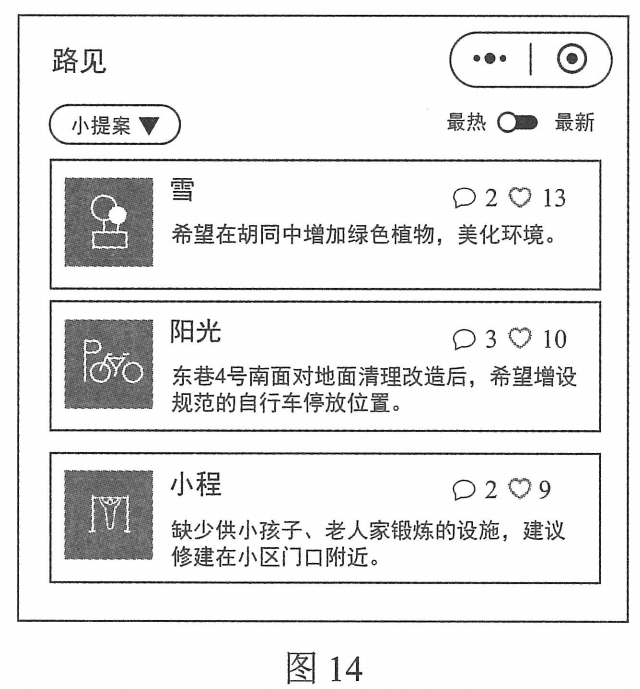 路见
小提案
最热 最新
雪
2 13
希望在胡同中增加绿色植物，美化环境。
阳光
3 10
东巷4号南面对地面清理改造后，希望增设
规范的自行车停放位置。
小程
2 9
缺少供小孩子、老人家锻炼的设施，建议
修建在小区门口附近。
图 14